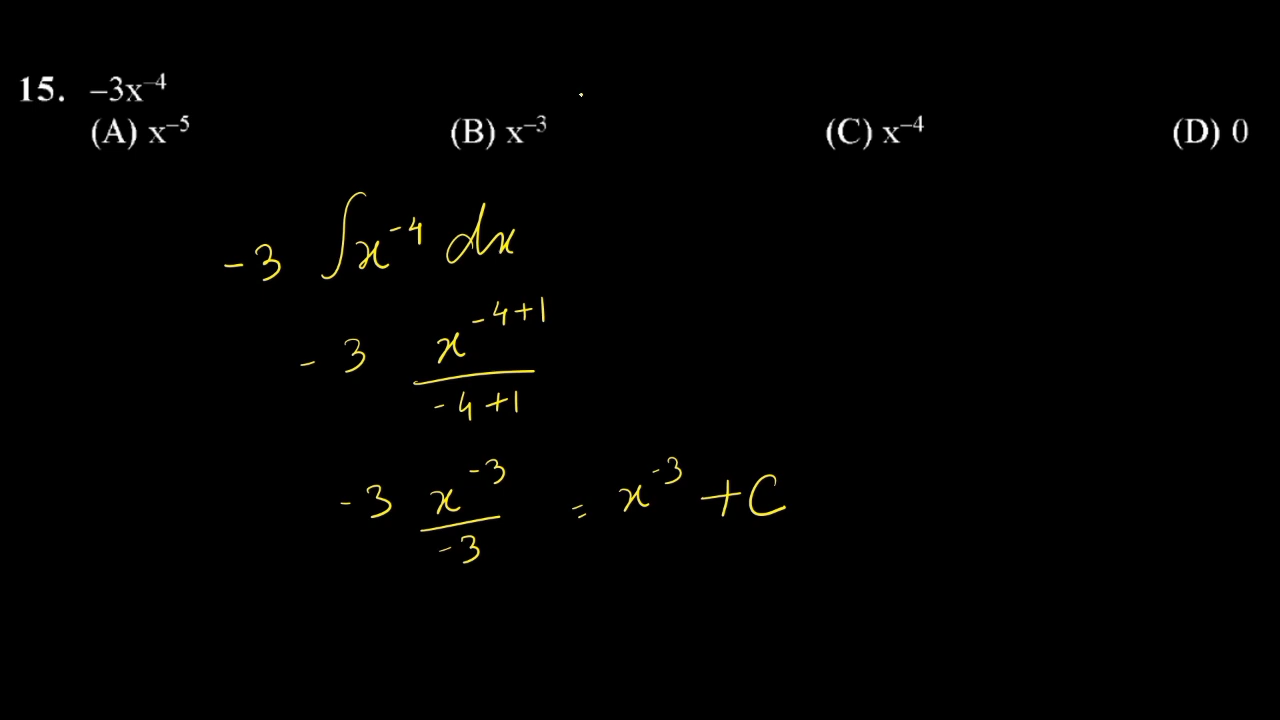 15. –3x⁻⁴
(A) x⁻⁵ (B) x⁻³ (C) x⁻⁴ (D) 0
-3 ∫x⁻⁴ dx
-3 x⁻⁴⁺¹
-4+1
-3 x⁻³ = x⁻³ + C
-3